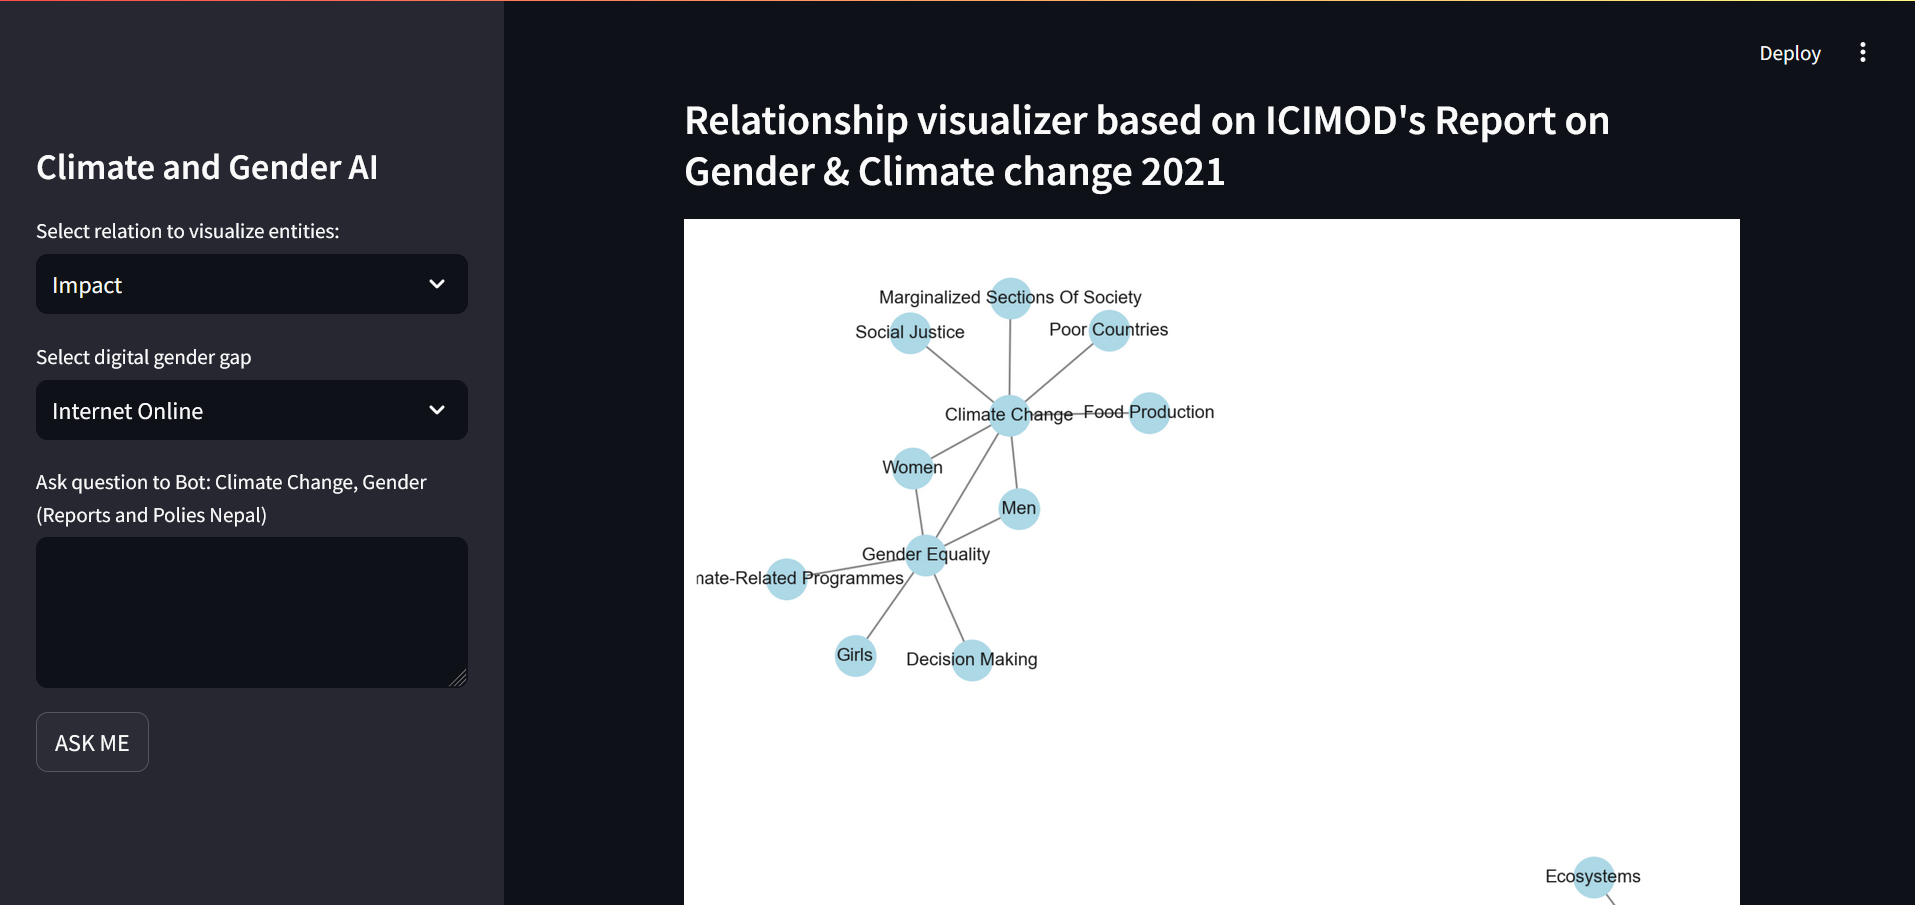 Deploy
Climate and Gender AI
Select relation to visualize entities:
Impact
Select digital gender gap
Internet Online
Ask question to Bot: Climate Change, Gender
(Reports and Polies Nepal)
ASK ME
Relationship visualizer based on ICIMOD's Report on
Gender & Climate change 2021
Marginalized Sections Of Society
Social Justice
Poor Countries
Climate Change
Food Production
Women
Men
Gender Equality
mate-Related Programmes
Girls
Decision Making
Ecosystems